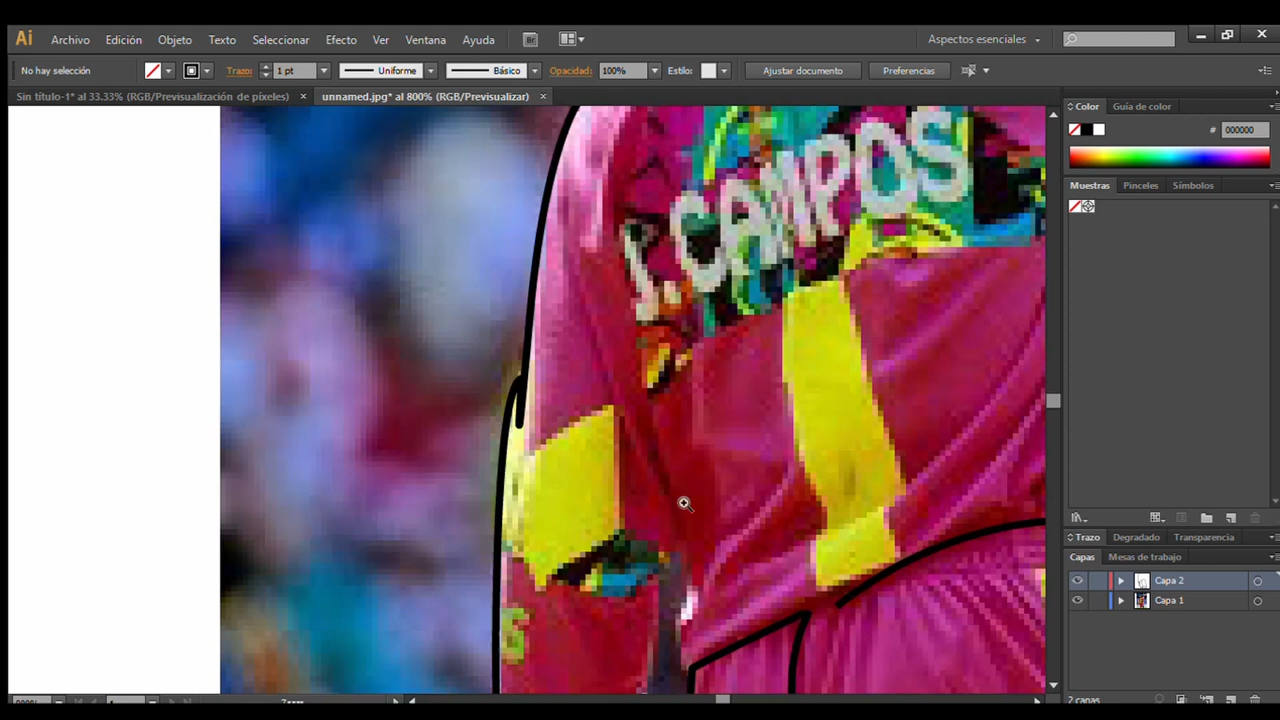 Ai Archivo Edición Objeto Texto Seleccionar Efecto Ver Ventana Ayuda Br Aspectos esenciales
No hay selección Trazo: 1 pt Uniforme Básico Opacidad: 100% Estilo: Ajustar documento Preferencias
Sin título-1* al 33.33% (RGB/Previsualización de píxeles) × unnamed.jpg* al 800% (RGB/Previsualizar) ×
Color Guía de color
# 000000
Muestras Pinceles Símbolos
CAMPOS
Trazo Degradado Transparencia
Capas Mesas de trabajo
Capa 2
Capa 1
2 capas